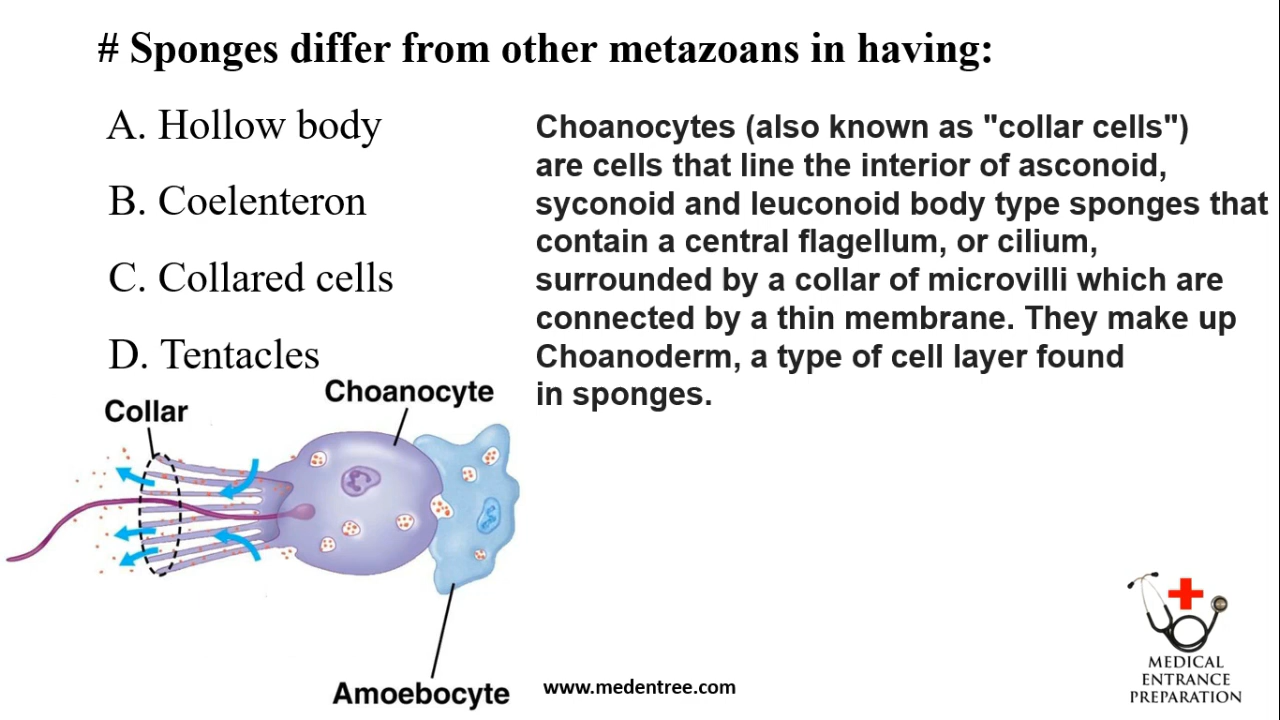 # Sponges differ from other metazoans in having:
A. Hollow body
B. Coelenteron
C. Collared cells
D. Tentacles
Choanocytes (also known as "collar cells")
are cells that line the interior of asconoid,
syconoid and leuconoid body type sponges that
contain a central flagellum, or cilium,
surrounded by a collar of microvilli which are
connected by a thin membrane. They make up
Choanoderm, a type of cell layer found
in sponges.
Choanocyte
Collar
Amoebocyte
www.medentree.com
MEDICAL
ENTRANCE
PREPARATION